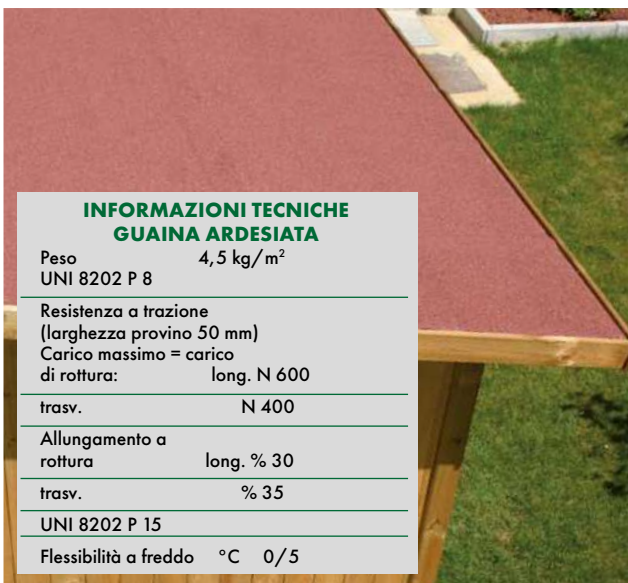 INFORMAZIONI TECNICHE
GUAINA ARDESIATA
Peso 4,5 kg/m²
UNI 8202 P 8
Resistenza a trazione
(larghezza provino 50 mm)
Carico massimo = carico
di rottura: long. N 600
trasv. N 400
Allungamento a
rottura long. % 30
trasv. % 35
UNI 8202 P 15
Flessibilità a freddo °C 0/5